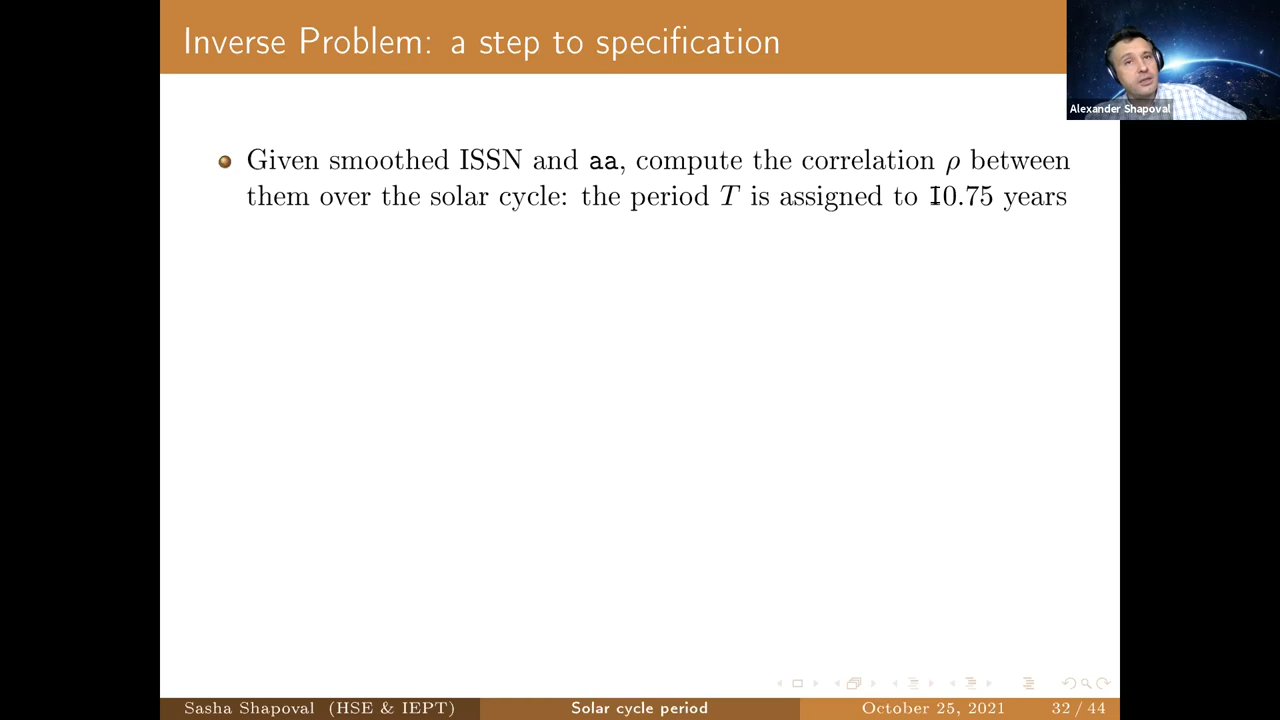 Inverse Problem: a step to specification
Alexander Shapoval
Given smoothed ISSN and aa, compute the correlation ρ between
them over the solar cycle: the period T is assigned to 10.75 years
Sasha Shapoval (HSE & IEPT)
Solar cycle period
October 25, 2021
32 / 44